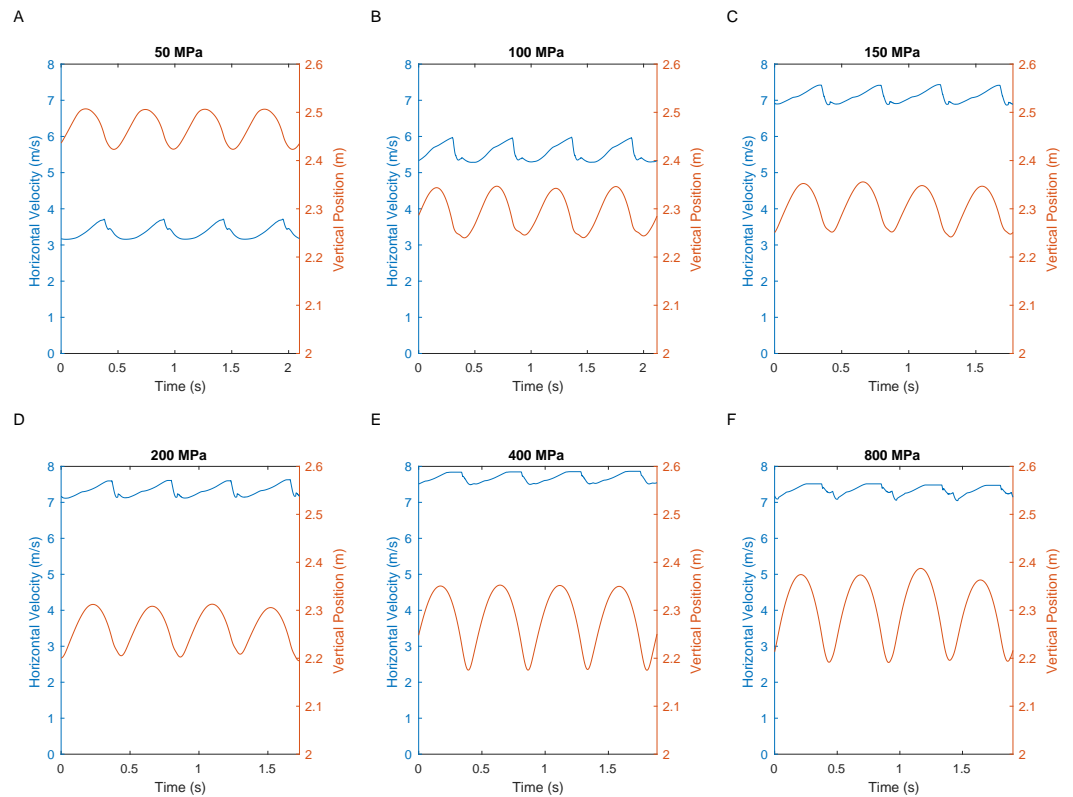 A
50 MPa
8
7
6
5
4
3
2
1
0
Horizontal Velocity (m/s)
2.6
2.5
2.4
2.3
2.2
2.1
2
Vertical Position (m)
0 0.5 1 1.5 2
Time (s)
B
100 MPa
8
7
6
5
4
3
2
1
0
Horizontal Velocity (m/s)
2.6
2.5
2.4
2.3
2.2
2.1
2
Vertical Position (m)
0 0.5 1 1.5 2
Time (s)
C
150 MPa
8
7
6
5
4
3
2
1
0
Horizontal Velocity (m/s)
2.6
2.5
2.4
2.3
2.2
2.1
2
Vertical Position (m)
0 0.5 1 1.5
Time (s)
D
200 MPa
8
7
6
5
4
3
2
1
0
Horizontal Velocity (m/s)
2.6
2.5
2.4
2.3
2.2
2.1
2
Vertical Position (m)
0 0.5 1 1.5
Time (s)
E
400 MPa
8
7
6
5
4
3
2
1
0
Horizontal Velocity (m/s)
2.6
2.5
2.4
2.3
2.2
2.1
2
Vertical Position (m)
0 0.5 1 1.5
Time (s)
F
800 MPa
8
7
6
5
4
3
2
1
0
Horizontal Velocity (m/s)
2.6
2.5
2.4
2.3
2.2
2.1
2
Vertical Position (m)
0 0.5 1 1.5
Time (s)